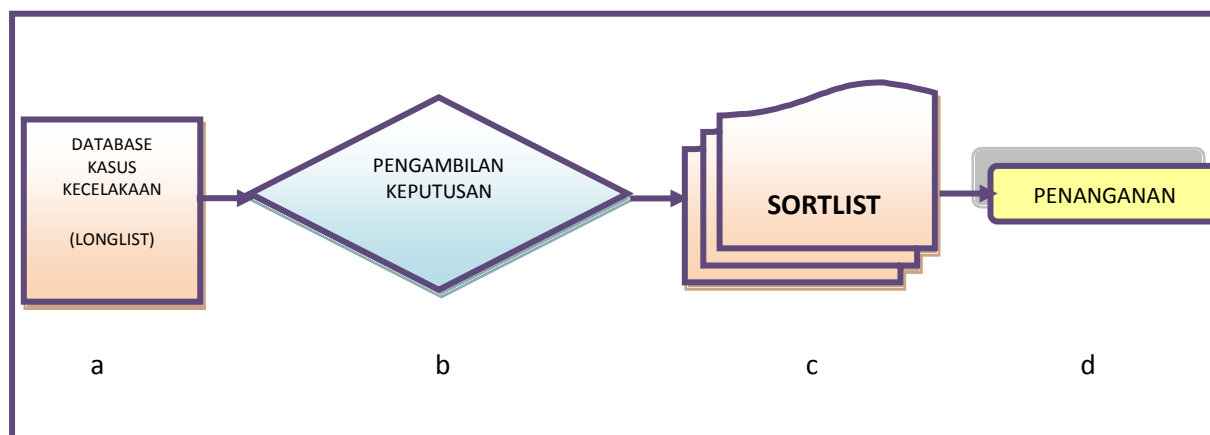 DATABASE
KASUS
KECELAKAAN
(LONGLIST)
PENGAMBILAN
KEPUTUSAN
SORTLIST
PENANGANAN
a
b
c
d